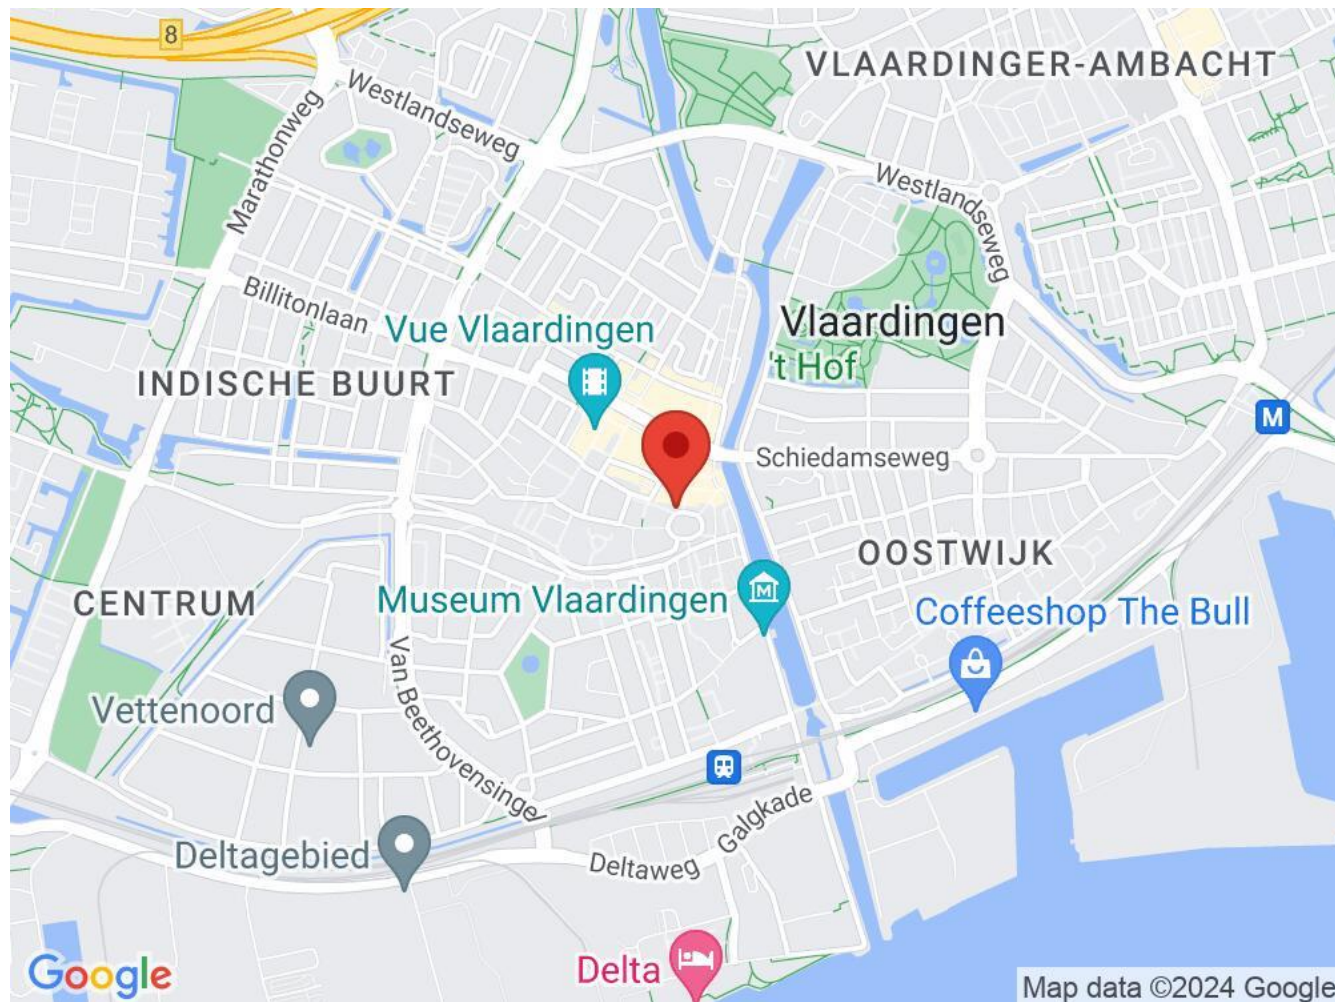 8
VLAARDINGER-AMBACHT
Westlandseweg
Marathonweg
Westlandseweg
Billitonlaan
Vue Vlaardingen
Vlaardingen
't Hof
INDISCHE BUURT
M
Schiedamseweg
OOSTWIJK
CENTRUM
Museum Vlaardingen
M
Coffeeshop The Bull
Van Beethovensingel
Vettenoord
Galgkade
Deltagebied
Deltaweg
Delta
Google
Map data ©2024 Google